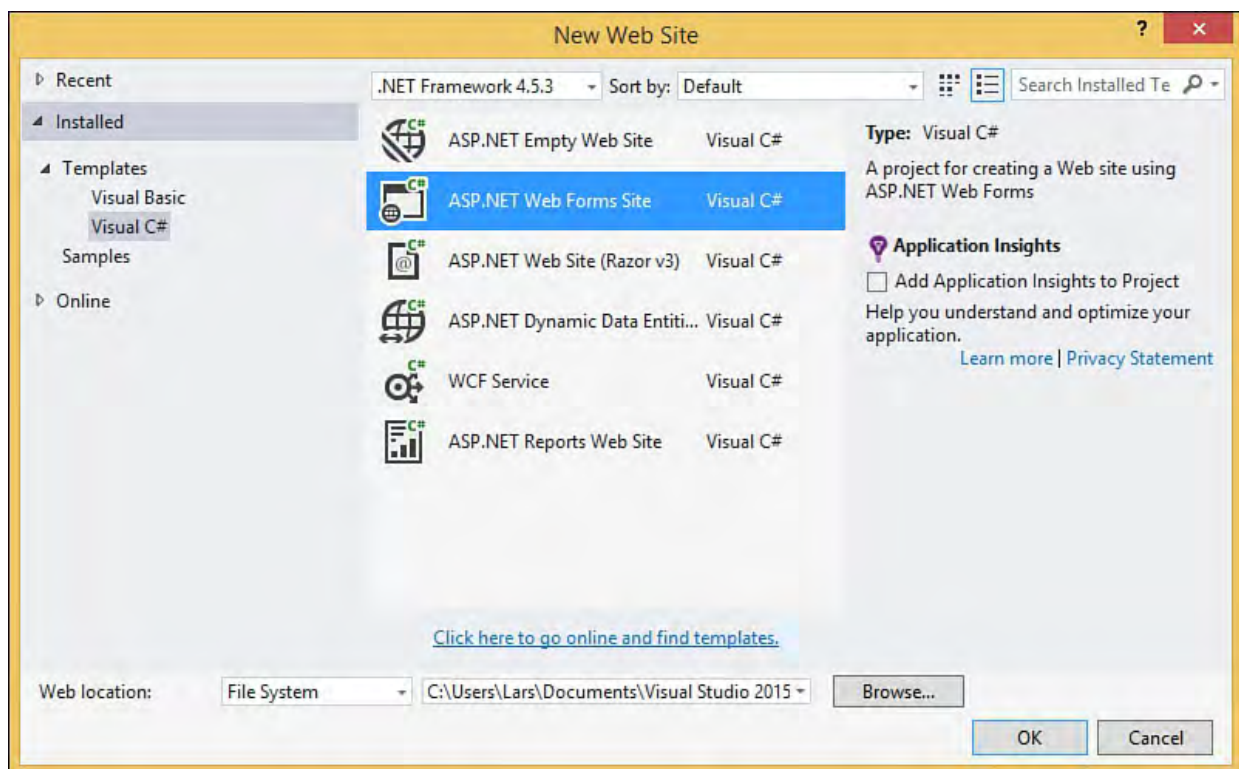 New Web Site
?
Recent
Installed
Templates
Visual Basic
Visual C#
Samples
Online
.NET Framework 4.5.3
Sort by:
Default
Search Installed Te
C#
ASP.NET Empty Web Site
Visual C#
C#
ASP.NET Web Forms Site
Visual C#
C#
@
ASP.NET Web Site (Razor v3)
Visual C#
C#
ASP.NET Dynamic Data Entiti...
Visual C#
C#
WCF Service
Visual C#
C#
ASP.NET Reports Web Site
Visual C#
Click here to go online and find templates.
Type: Visual C#
A project for creating a Web site using
ASP.NET Web Forms
Application Insights
Add Application Insights to Project
Help you understand and optimize your
application.
Learn more | Privacy Statement
Web location:
File System
C:\Users\Lars\Documents\Visual Studio 2015
Browse...
OK
Cancel